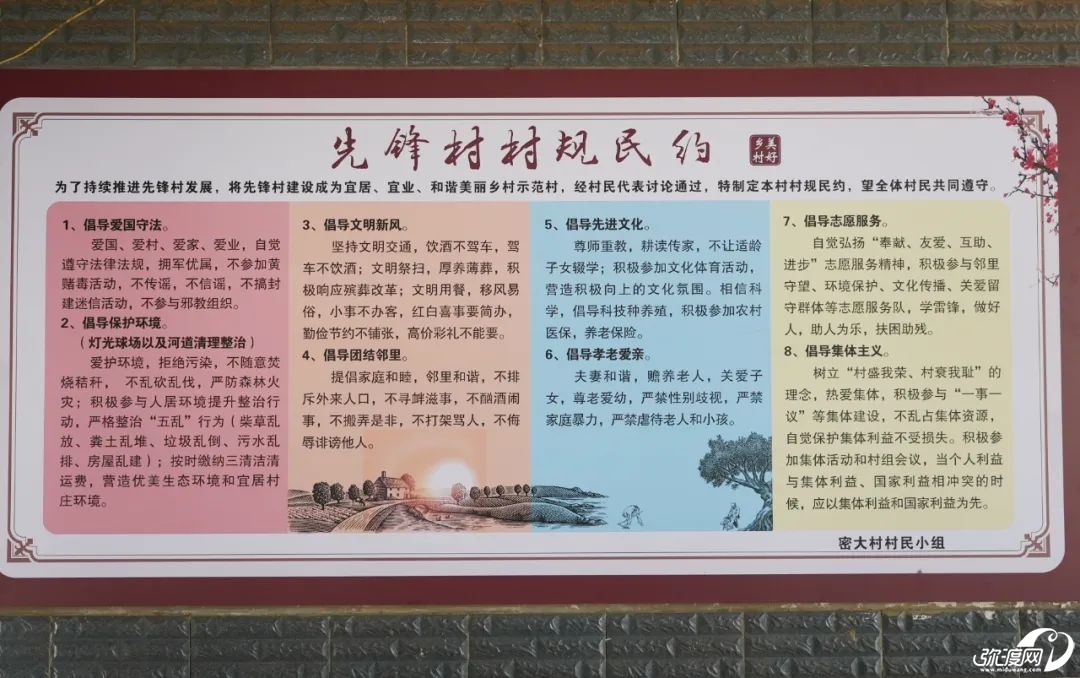 先锋村村规民约
美好
乡村
为了持续推进先锋村发展，将先锋村建设成为宜居、宜业、和谐美丽乡村示范村，经村民代表讨论通过，特制定本村村规民约，望全体村民共同遵守。
1、倡导爱国守法。
爱国、爱村、爱家、爱业，自觉
遵守法律法规，拥军优属，不参加黄
赌毒活动，不传谣，不信谣，不搞封
建迷信活动，不参与邪教组织。
2、倡导保护环境。
（灯光球场以及河道清理整治）
爱护环境，拒绝污染，不随意焚
烧秸秆， 不乱砍乱伐，严防森林火
灾；积极参与人居环境提升整治行
动，严格整治“五乱”行为（柴草乱
放、粪土乱堆、垃圾乱倒、污水乱
排、房屋乱建）；按时缴纳三清洁清
运费，营造优美生态环境和宜居村
庄环境。
3、倡导文明新风。
坚持文明交通，饮酒不驾车，驾
车不饮酒；文明祭扫，厚养薄葬，积
极响应殡葬改革；文明用餐，移风易
俗，小事不办客，红白喜事要简办，
勤俭节约不铺张，高价彩礼不能要。
4、倡导团结邻里。
提倡家庭和睦，邻里和谐，不排
斥外来人口，不寻衅滋事，不酗酒闹
事，不搬弄是非，不打架骂人，不侮
辱诽谤他人。
5、倡导先进文化。
尊师重教，耕读传家，不让适龄
子女辍学；积极参加文化体育活动，
营造积极向上的文化氛围。相信科
学，倡导科技种养殖，积极参加农村
医保，养老保险。
6、倡导孝老爱亲。
夫妻和谐，赡养老人，关爱子
女，尊老爱幼，严禁性别歧视，严禁
家庭暴力，严禁虐待老人和小孩。
7、倡导志愿服务。
自觉弘扬“奉献、友爱、互助、
进步”志愿服务精神，积极参与邻里
守望、环境保护、文化传播、关爱留
守群体等志愿服务队，学雷锋，做好
人，助人为乐，扶困助残。
8、倡导集体主义。
树立“村盛我荣、村衰我耻”的
理念，热爱集体，积极参与“一事一
议”等集体建设，不乱占集体资源，
自觉保护集体利益不受损失。积极参
加集体活动和村组会议，当个人利益
与集体利益、国家利益相冲突的时
候，应以集体利益和国家利益为先。
密大村村民小组
弥渡网
www.miduwang.com